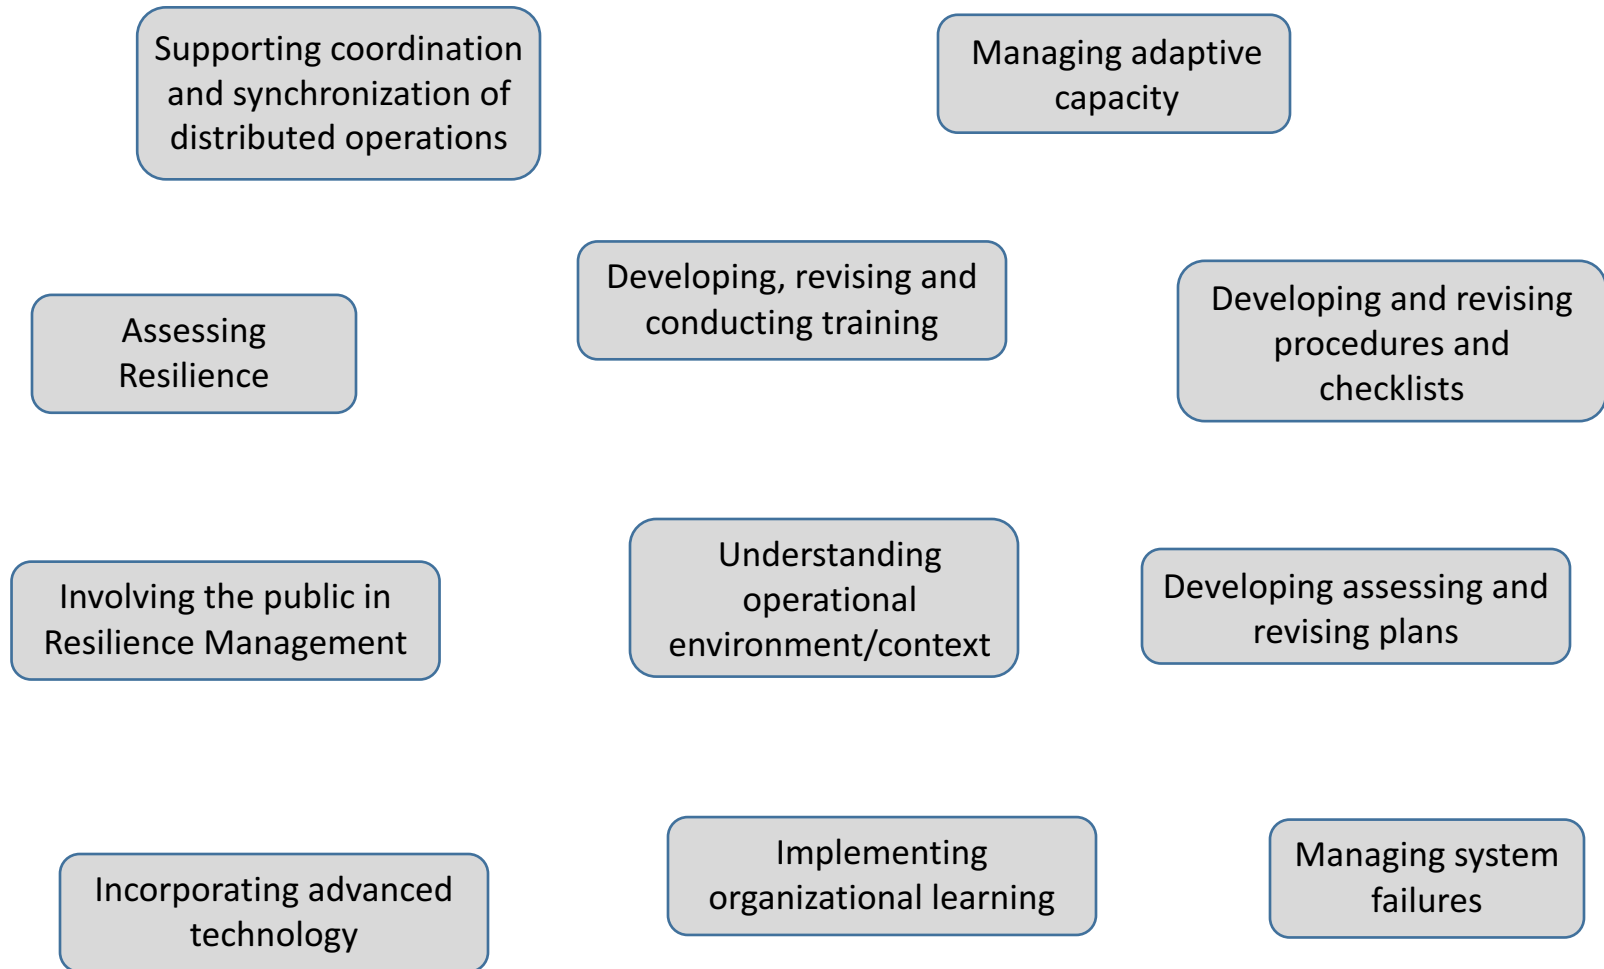 Supporting coordination
and synchronization of
distributed operations
Managing adaptive
capacity
Developing, revising and
conducting training
Developing and revising
procedures and
checklists
Assessing
Resilience
Understanding
operational
environment/context
Developing assessing and
revising plans
Involving the public in
Resilience Management
Implementing
organizational learning
Managing system
failures
Incorporating advanced
technology